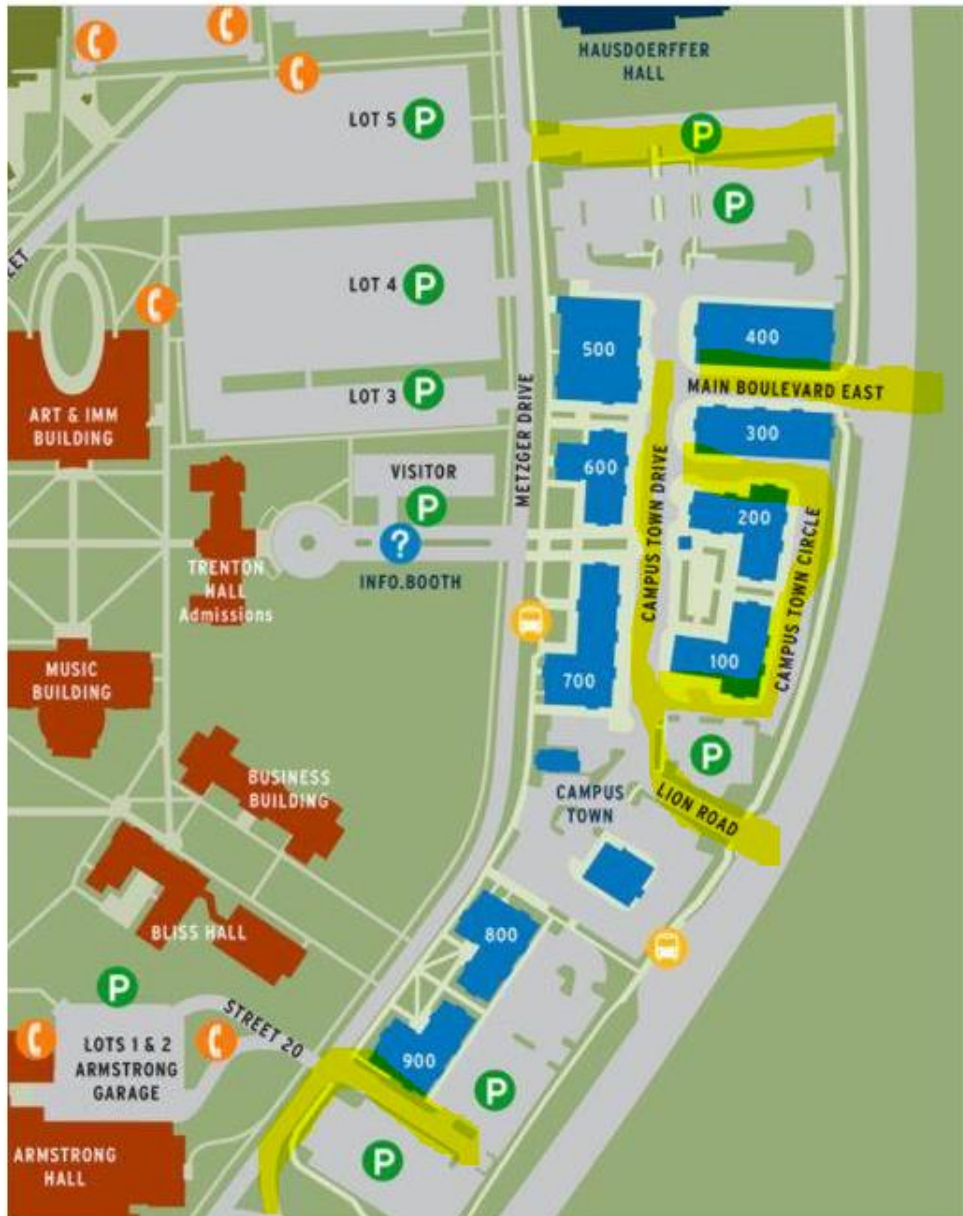 HAUSDOERFFER
HALL
LOT 5
P
P
P
LOT 4
P
500
400
MAIN BOULEVARD EAST
LOT 3
P
METZGER DRIVE
ART & IMM
BUILDING
300
VISITOR
P
600
CAMPUS TOWN DRIVE
200
CAMPUS TOWN CIRCLE
?
INFO.BOOTH
TRENTON
HALL
Admissions
100
700
MUSIC
BUILDING
P
BUSINESS
BUILDING
CAMPUS
TOWN
LION ROAD
BLISS HALL
800
P
STREET 20
LOTS 1 & 2
ARMSTRONG
GARAGE
900
P
P
ARMSTRONG
HALL